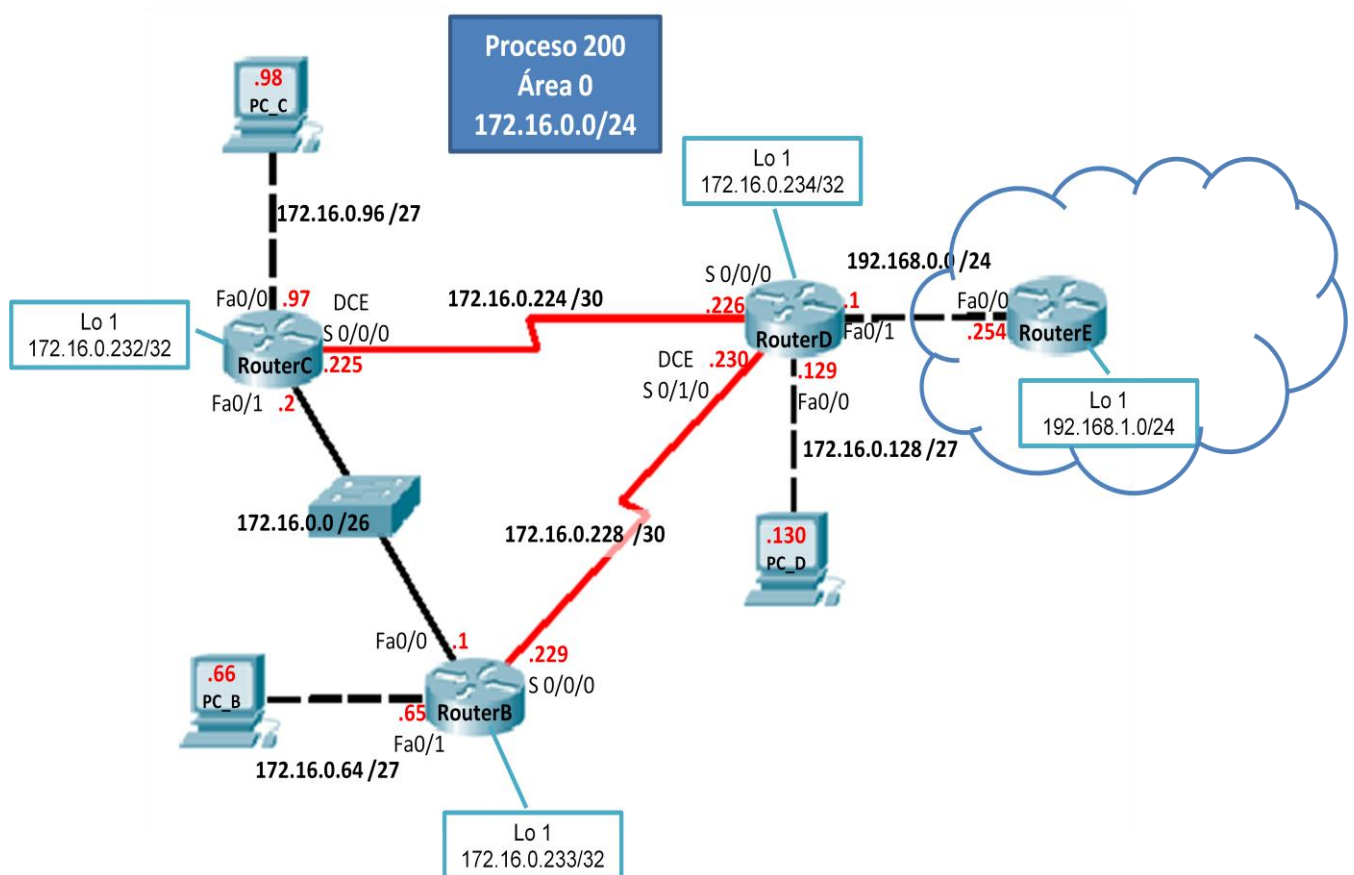 Proceso 200
Área 0
172.16.0.0/24
.98
PC_C
172.16.0.96 /27
Lo 1
172.16.0.234/32
Fa0/0
.97
DCE
S 0/0/0
172.16.0.224 /30
S 0/0/0
.226
192.168.0.0 /24
.1
Fa0/0
Lo 1
172.16.0.232/32
RouterC
.225
RouterD
Fa0/1
.254
RouterE
Fa0/1
.2
DCE
.230
S 0/1/0
.129
Fa0/0
Lo 1
192.168.1.0/24
172.16.0.128 /27
172.16.0.0 /26
172.16.0.228 /30
.130
PC_D
Fa0/0
.1
.229
S 0/0/0
.66
PC_B
.65
RouterB
Fa0/1
172.16.0.64 /27
Lo 1
172.16.0.233/32